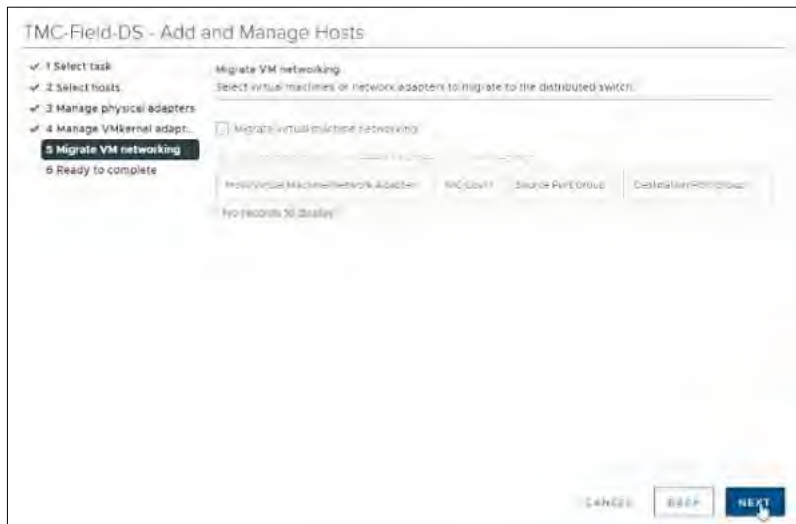 TMC-Field-DS - Add and Manage Hosts
1 Select task
2 Select hosts
3 Manage physical adapters
4 Manage VMkernel adapt...
5 Migrate VM networking
6 Ready to complete
Migrate VM networking
Select virtual machines or network adapters to migrate to the distributed switch.
Migrate virtual machine networking
Host/Virtual Machine/Network Adapter NIC Count Source Port Group Destination Port Group
No records to display
CANCEL BACK NEXT